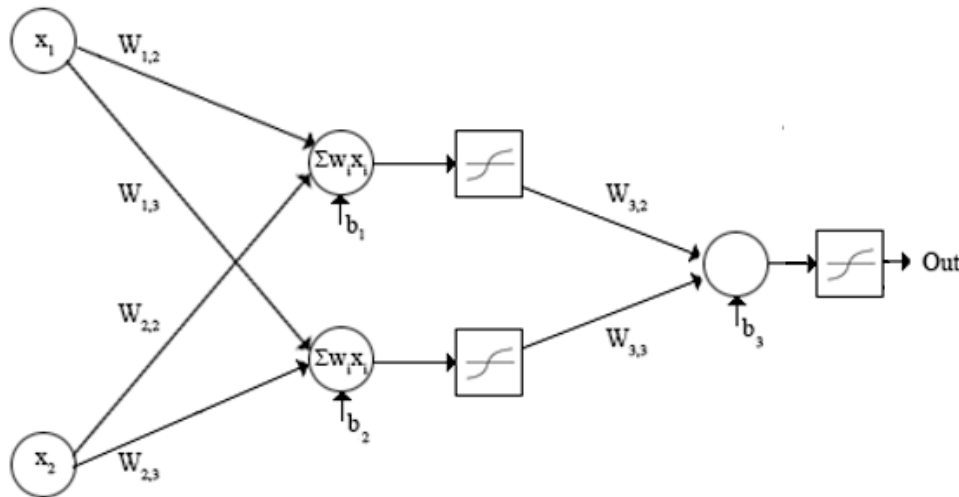 x₁
W₁,₂
Σwᵢxᵢ
b₁
W₁,₃
W₃,₂
Out
b₃
W₂,₂
Σwᵢxᵢ
W₃,₃
b₂
x₂
W₂,₃